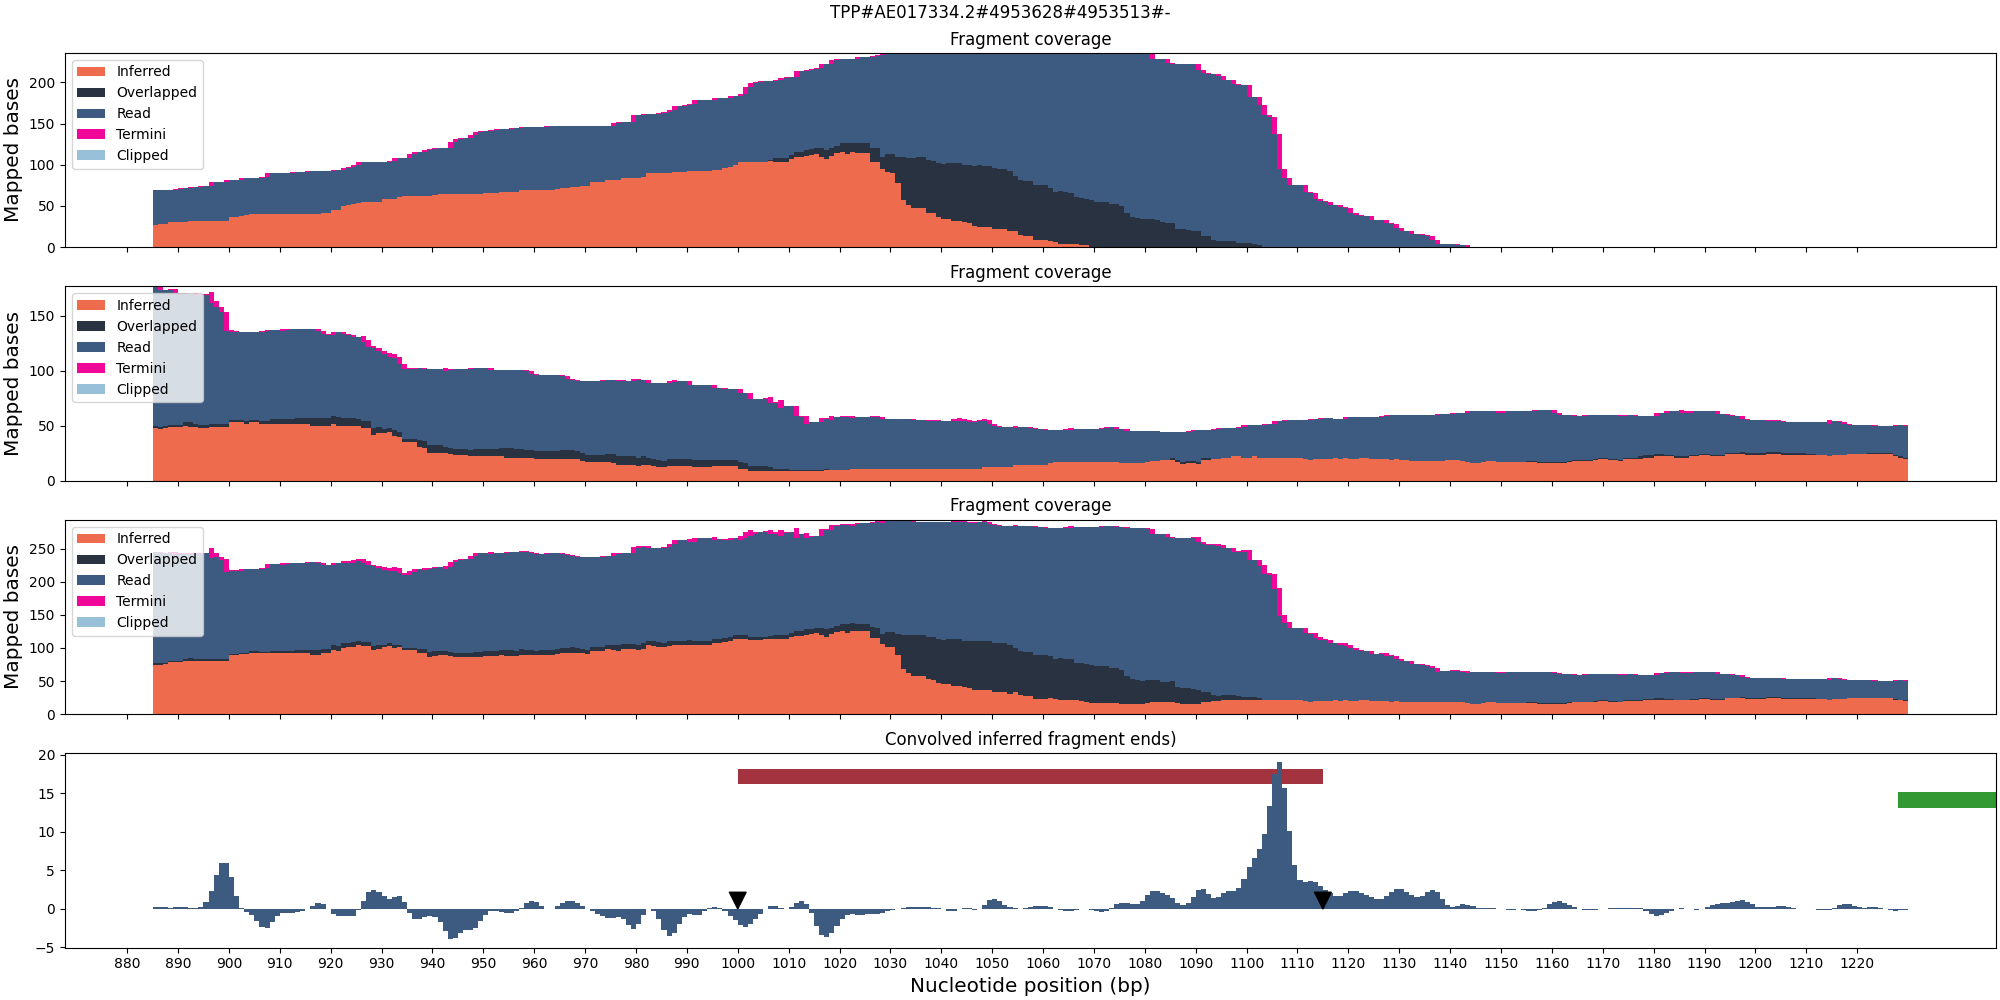 TPP#AE017334.2#4953628#4953513#-
Fragment coverage
Mapped bases
200
150
100
50
0
Inferred
Overlapped
Read
Termini
Clipped
Fragment coverage
Mapped bases
150
100
50
0
Inferred
Overlapped
Read
Termini
Clipped
Fragment coverage
Mapped bases
250
200
150
100
50
0
Inferred
Overlapped
Read
Termini
Clipped
Convolved inferred fragment ends)
20
15
10
5
0
−5
880 890 900 910 920 930 940 950 960 970 980 990 1000 1010 1020 1030 1040 1050 1060 1070 1080 1090 1100 1110 1120 1130 1140 1150 1160 1170 1180 1190 1200 1210 1220
Nucleotide position (bp)